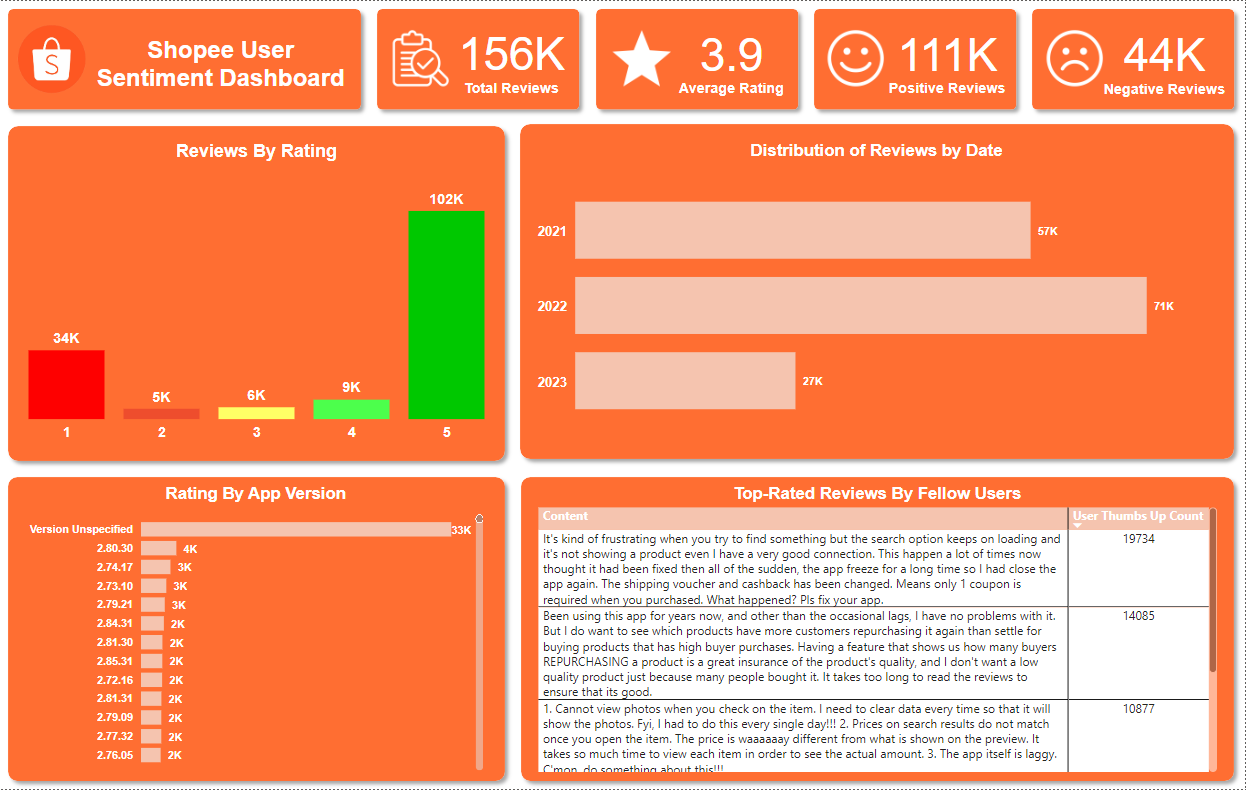 Shopee User
Sentiment Dashboard
156K
Total Reviews
3.9
Average Rating
111K
Positive Reviews
44K
Negative Reviews
Reviews By Rating
102K
34K
5K
6K
9K
1 2 3 4 5
Distribution of Reviews by Date
2021 57K
2022 71K
2023 27K
Rating By App Version
Version Unspecified 33K
2.80.30 4K
2.74.17 3K
2.73.10 3K
2.79.21 3K
2.84.31 2K
2.81.30 2K
2.85.31 2K
2.72.16 2K
2.81.31 2K
2.79.09 2K
2.77.32 2K
2.76.05 2K
Top-Rated Reviews By Fellow Users
Content User Thumbs Up Count
It's kind of frustrating when you try to find something but the search option keeps on loading and 19734
it's not showing a product even I have a very good connection. This happen a lot of times now
thought it had been fixed then all of the sudden, the app freeze for a long time so I had close the
app again. The shipping voucher and cashback has been changed. Means only 1 coupon is
required when you purchased. What happened? Pls fix your app.
Been using this app for years now, and other than the occasional lags, I have no problems with it. 14085
But I do want to see which products have more customers repurchasing it again than settle for
buying products that has high buyer purchases. Having a feature that shows us how many buyers
REPURCHASING a product is a great insurance of the product's quality, and I don't want a low
quality product just because many people bought it. It takes too long to read the reviews to
ensure that its good.
1. Cannot view photos when you check on the item. I need to clear data every time so that it will 10877
show the photos. Fyi, I had to do this every single day!!! 2. Prices on search results do not match
once you open the item. The price is waaaaaay different from what is shown on the preview. It
takes so much time to view each item in order to see the actual amount. 3. The app itself is laggy.
C'mon, do something about this!!!